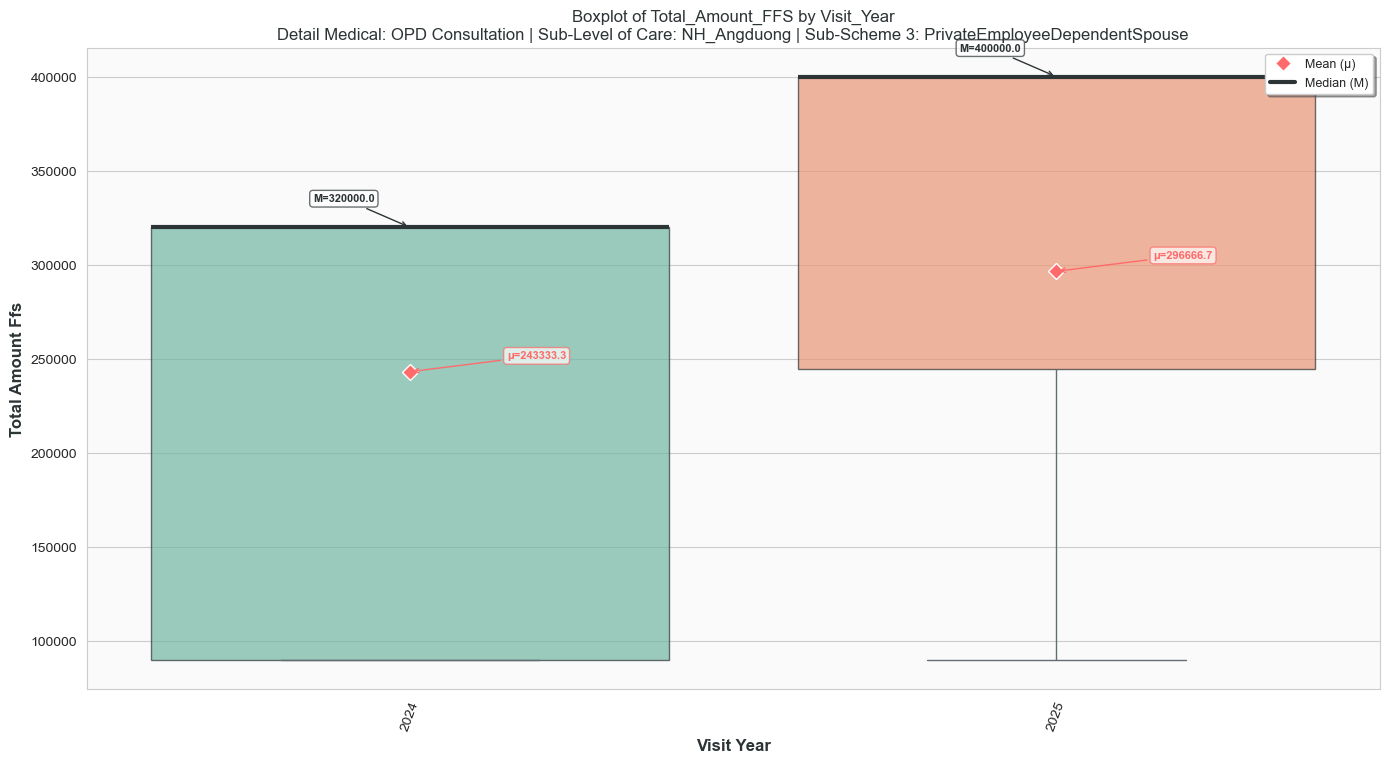 Boxplot of Total_Amount_FFS by Visit_Year
Detail Medical: OPD Consultation | Sub-Level of Care: NH_Angduong | Sub-Scheme 3: PrivateEmployeeDependentSpouse
M=400000.0
Mean (μ)
Median (M)
400000
350000
M=320000.0
300000
μ=296666.7
250000
μ=243333.3
200000
150000
100000
Total Amount Ffs
2024
2025
Visit Year